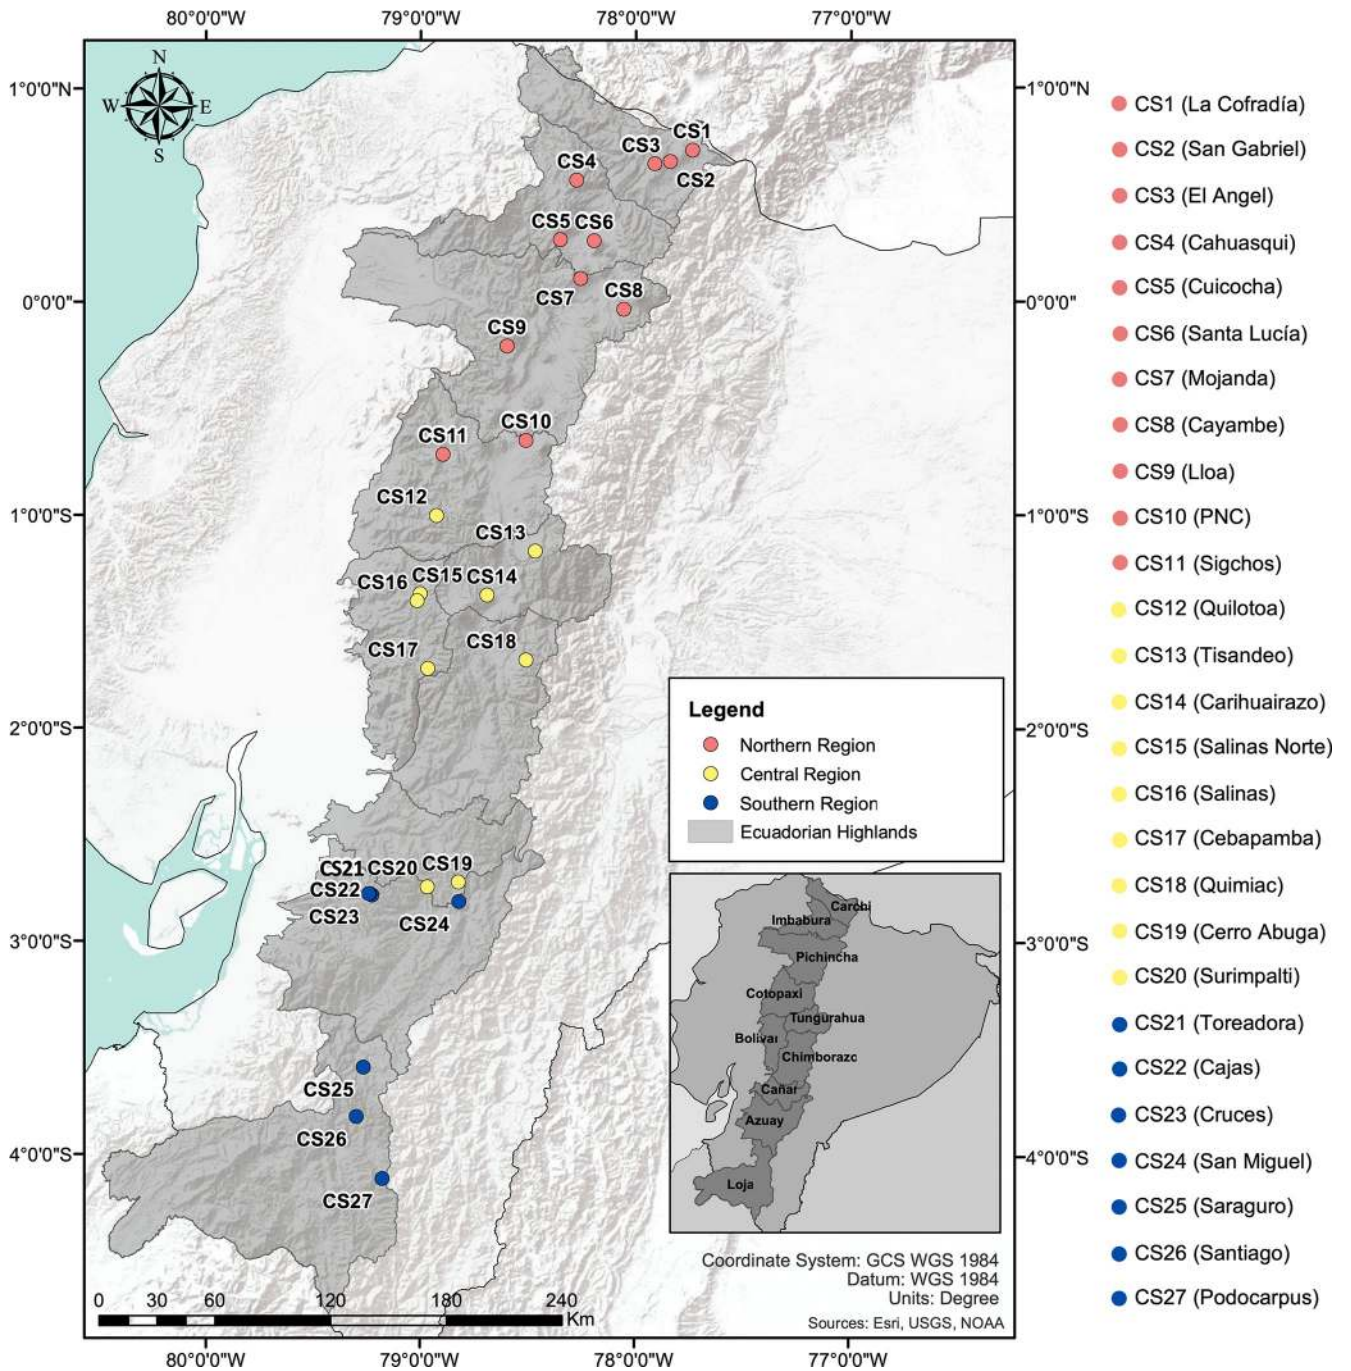 80°0'0"W 79°0'0"W 78°0'0"W 77°0'0"W
N
W E
S
1°0'0"N
0°0'0"
1°0'0"S
2°0'0"S
3°0'0"S
4°0'0"S
CS1
CS3
CS2
CS4
CS5 CS6
CS7
CS8
CS9
CS10
CS11
CS12
CS13
CS16 CS15 CS14
CS17
CS18
CS21 CS20 CS19
CS22
CS23
CS24
CS25
CS26
CS27
1°0'0"N
0°0'0"
1°0'0"S
2°0'0"S
3°0'0"S
4°0'0"S
Legend
Northern Region
Central Region
Southern Region
Ecuadorian Highlands
Carchi
Imbabura
Pichincha
Cotopaxi
Tungurahua
Bolivar
Chimborazo
Cañar
Azuay
Loja
Coordinate System: GCS WGS 1984
Datum: WGS 1984
Units: Degree
Sources: Esri, USGS, NOAA
0 30 60 120 180 240
Km
80°0'0"W 79°0'0"W 78°0'0"W 77°0'0"W
CS1 (La Cofradía)
CS2 (San Gabriel)
CS3 (El Angel)
CS4 (Cahuasqui)
CS5 (Cuicocha)
CS6 (Santa Lucía)
CS7 (Mojanda)
CS8 (Cayambe)
CS9 (Lloa)
CS10 (PNC)
CS11 (Sigchos)
CS12 (Quilotoa)
CS13 (Tisandeo)
CS14 (Carihuairazo)
CS15 (Salinas Norte)
CS16 (Salinas)
CS17 (Cebapamba)
CS18 (Quimiac)
CS19 (Cerro Abuga)
CS20 (Surimpalti)
CS21 (Toreadora)
CS22 (Cajas)
CS23 (Cruces)
CS24 (San Miguel)
CS25 (Saraguro)
CS26 (Santiago)
CS27 (Podocarpus)